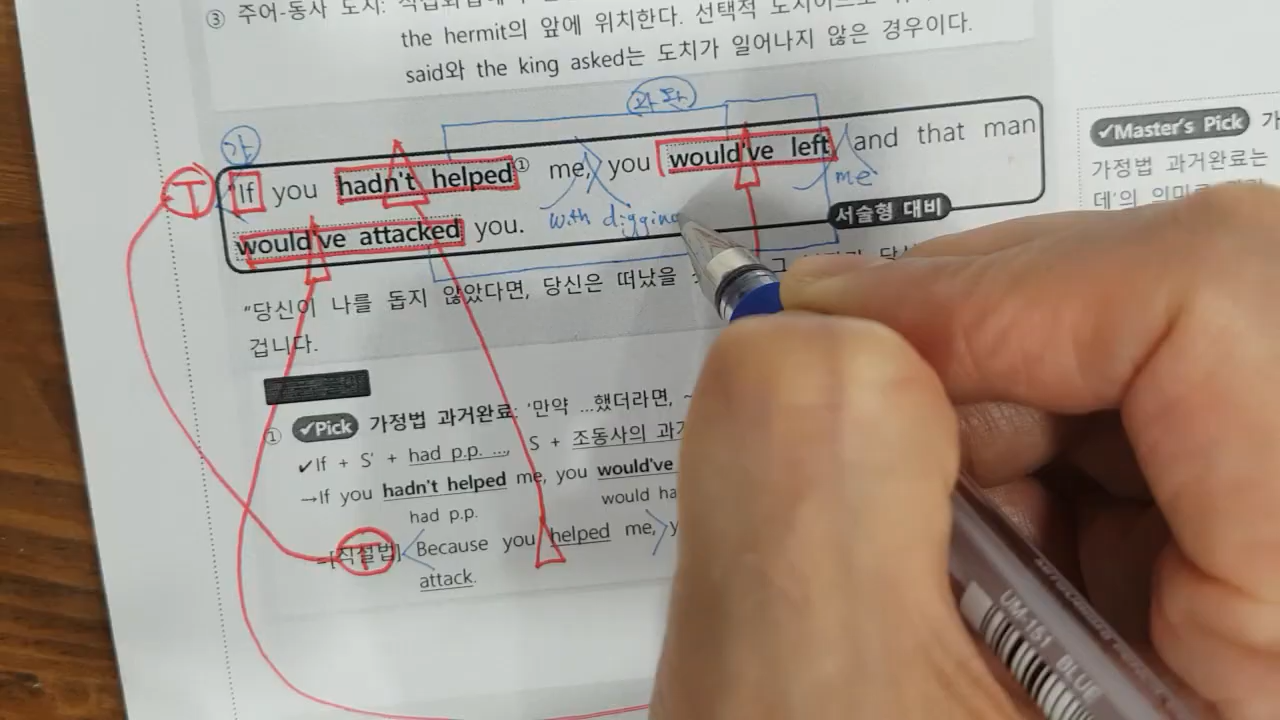 ③ 주어-동사 도치:
the hermit의 앞에 위치한다. 선택적
said와 the king asked는 도치가 일어나지 않은 경우이다.
과완
가
T "If you hadn't helped① me, you would've left and that man
me
would've attacked you. with digging
서술형 대비
"당신이 나를 돕지 않았다면, 당신은 떠났을
겁니다.
① ✓Pick 가정법 과거완료: '만약 …했더라면, ~
✓If + S' + had p.p. …, S + 조동사의 과거
→If you hadn't helped me, you would've
had p.p. would ha
=[직설법] Because you helped me, y
attack.
✓Master's Pick 가
가정법 과거완료는
데'의 의미
UM-151 BLUE